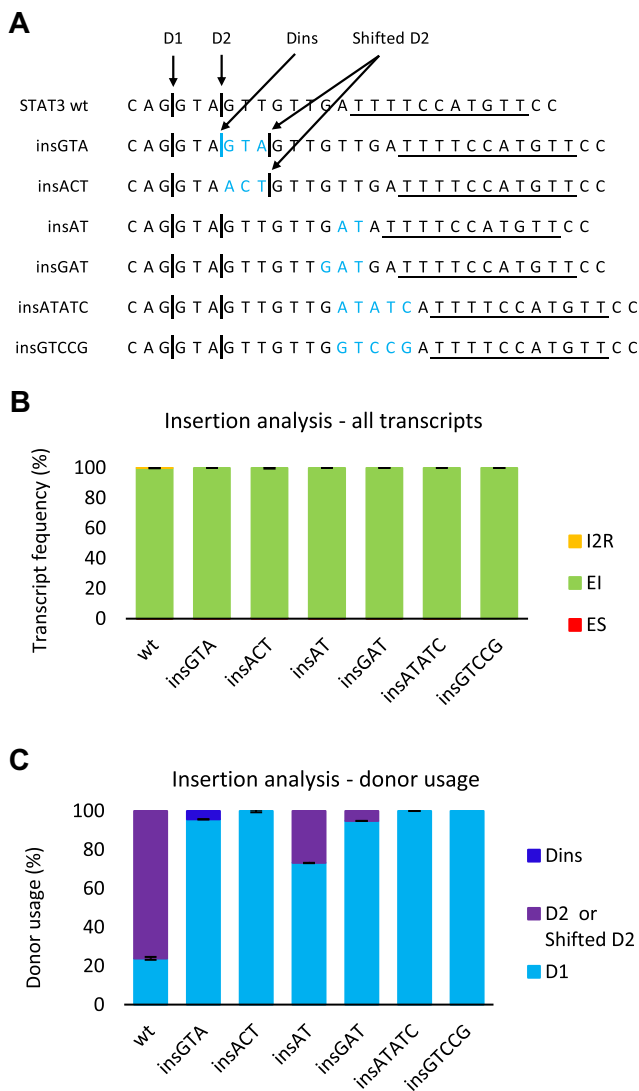 A
D1 D2 Dins Shifted D2
STAT3 wt C A G G T A G T T G T T G A T T T T C C A T G T T C C
insGTA C A G G T A G T A G T T G T T G A T T T T C C A T G T T C C
insACT C A G G T A A C T G T T G T T G A T T T T C C A T G T T C C
insAT C A G G T A G T T G T T G A T A T T T T C C A T G T T C C
insGAT C A G G T A G T T G T T G A T G A T T T T C C A T G T T C C
insATATC C A G G T A G T T G T T G A T A T C A T T T T C C A T G T T C C
insGTCCG C A G G T A G T T G T T G G T C C G A T T T T C C A T G T T C C
B
Insertion analysis - all transcripts
Transcript fequency (%)
100
80
60
40
20
0
wt insGTA insACT insAT insGAT insATATC insGTCCG
I2R
EI
ES
C
Insertion analysis - donor usage
Donor usage (%)
100
80
60
40
20
0
wt insGTA insACT insAT insGAT insATATC insGTCCG
Dins
D2 or
Shifted D2
D1